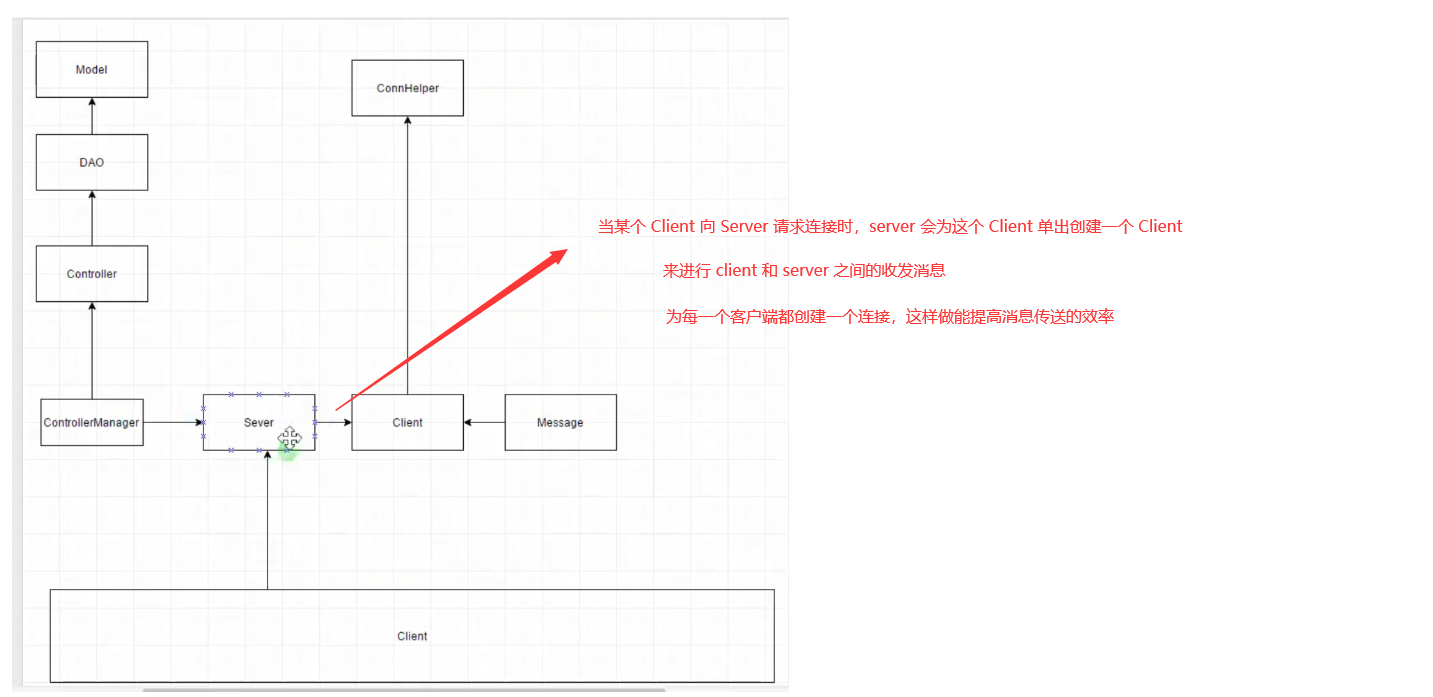 Model
ConnHelper
DAO
当某个 Client 向 Server 请求连接时，server 会为这个 Client 单出创建一个 Client
来进行 client 和 server 之间的收发消息
Controller
为每一个客户端都创建一个连接，这样做能提高消息传送的效率
ControllerManager
Sever
Client
Message
Client